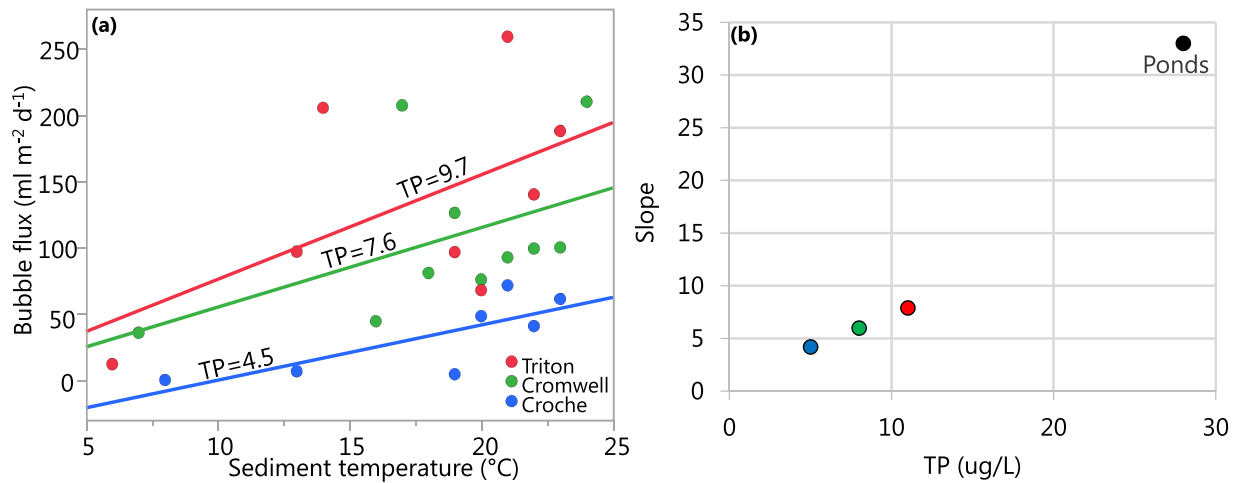 (a)
Bubble flux (ml m⁻² d⁻¹)
250
200
150
100
50
0
TP=9.7
TP=7.6
TP=4.5
Triton
Cromwell
Croche
5
10
15
20
25
Sediment temperature (°C)
(b)
Slope
35
30
25
20
15
10
5
0
Ponds
0
10
20
30
TP (ug/L)